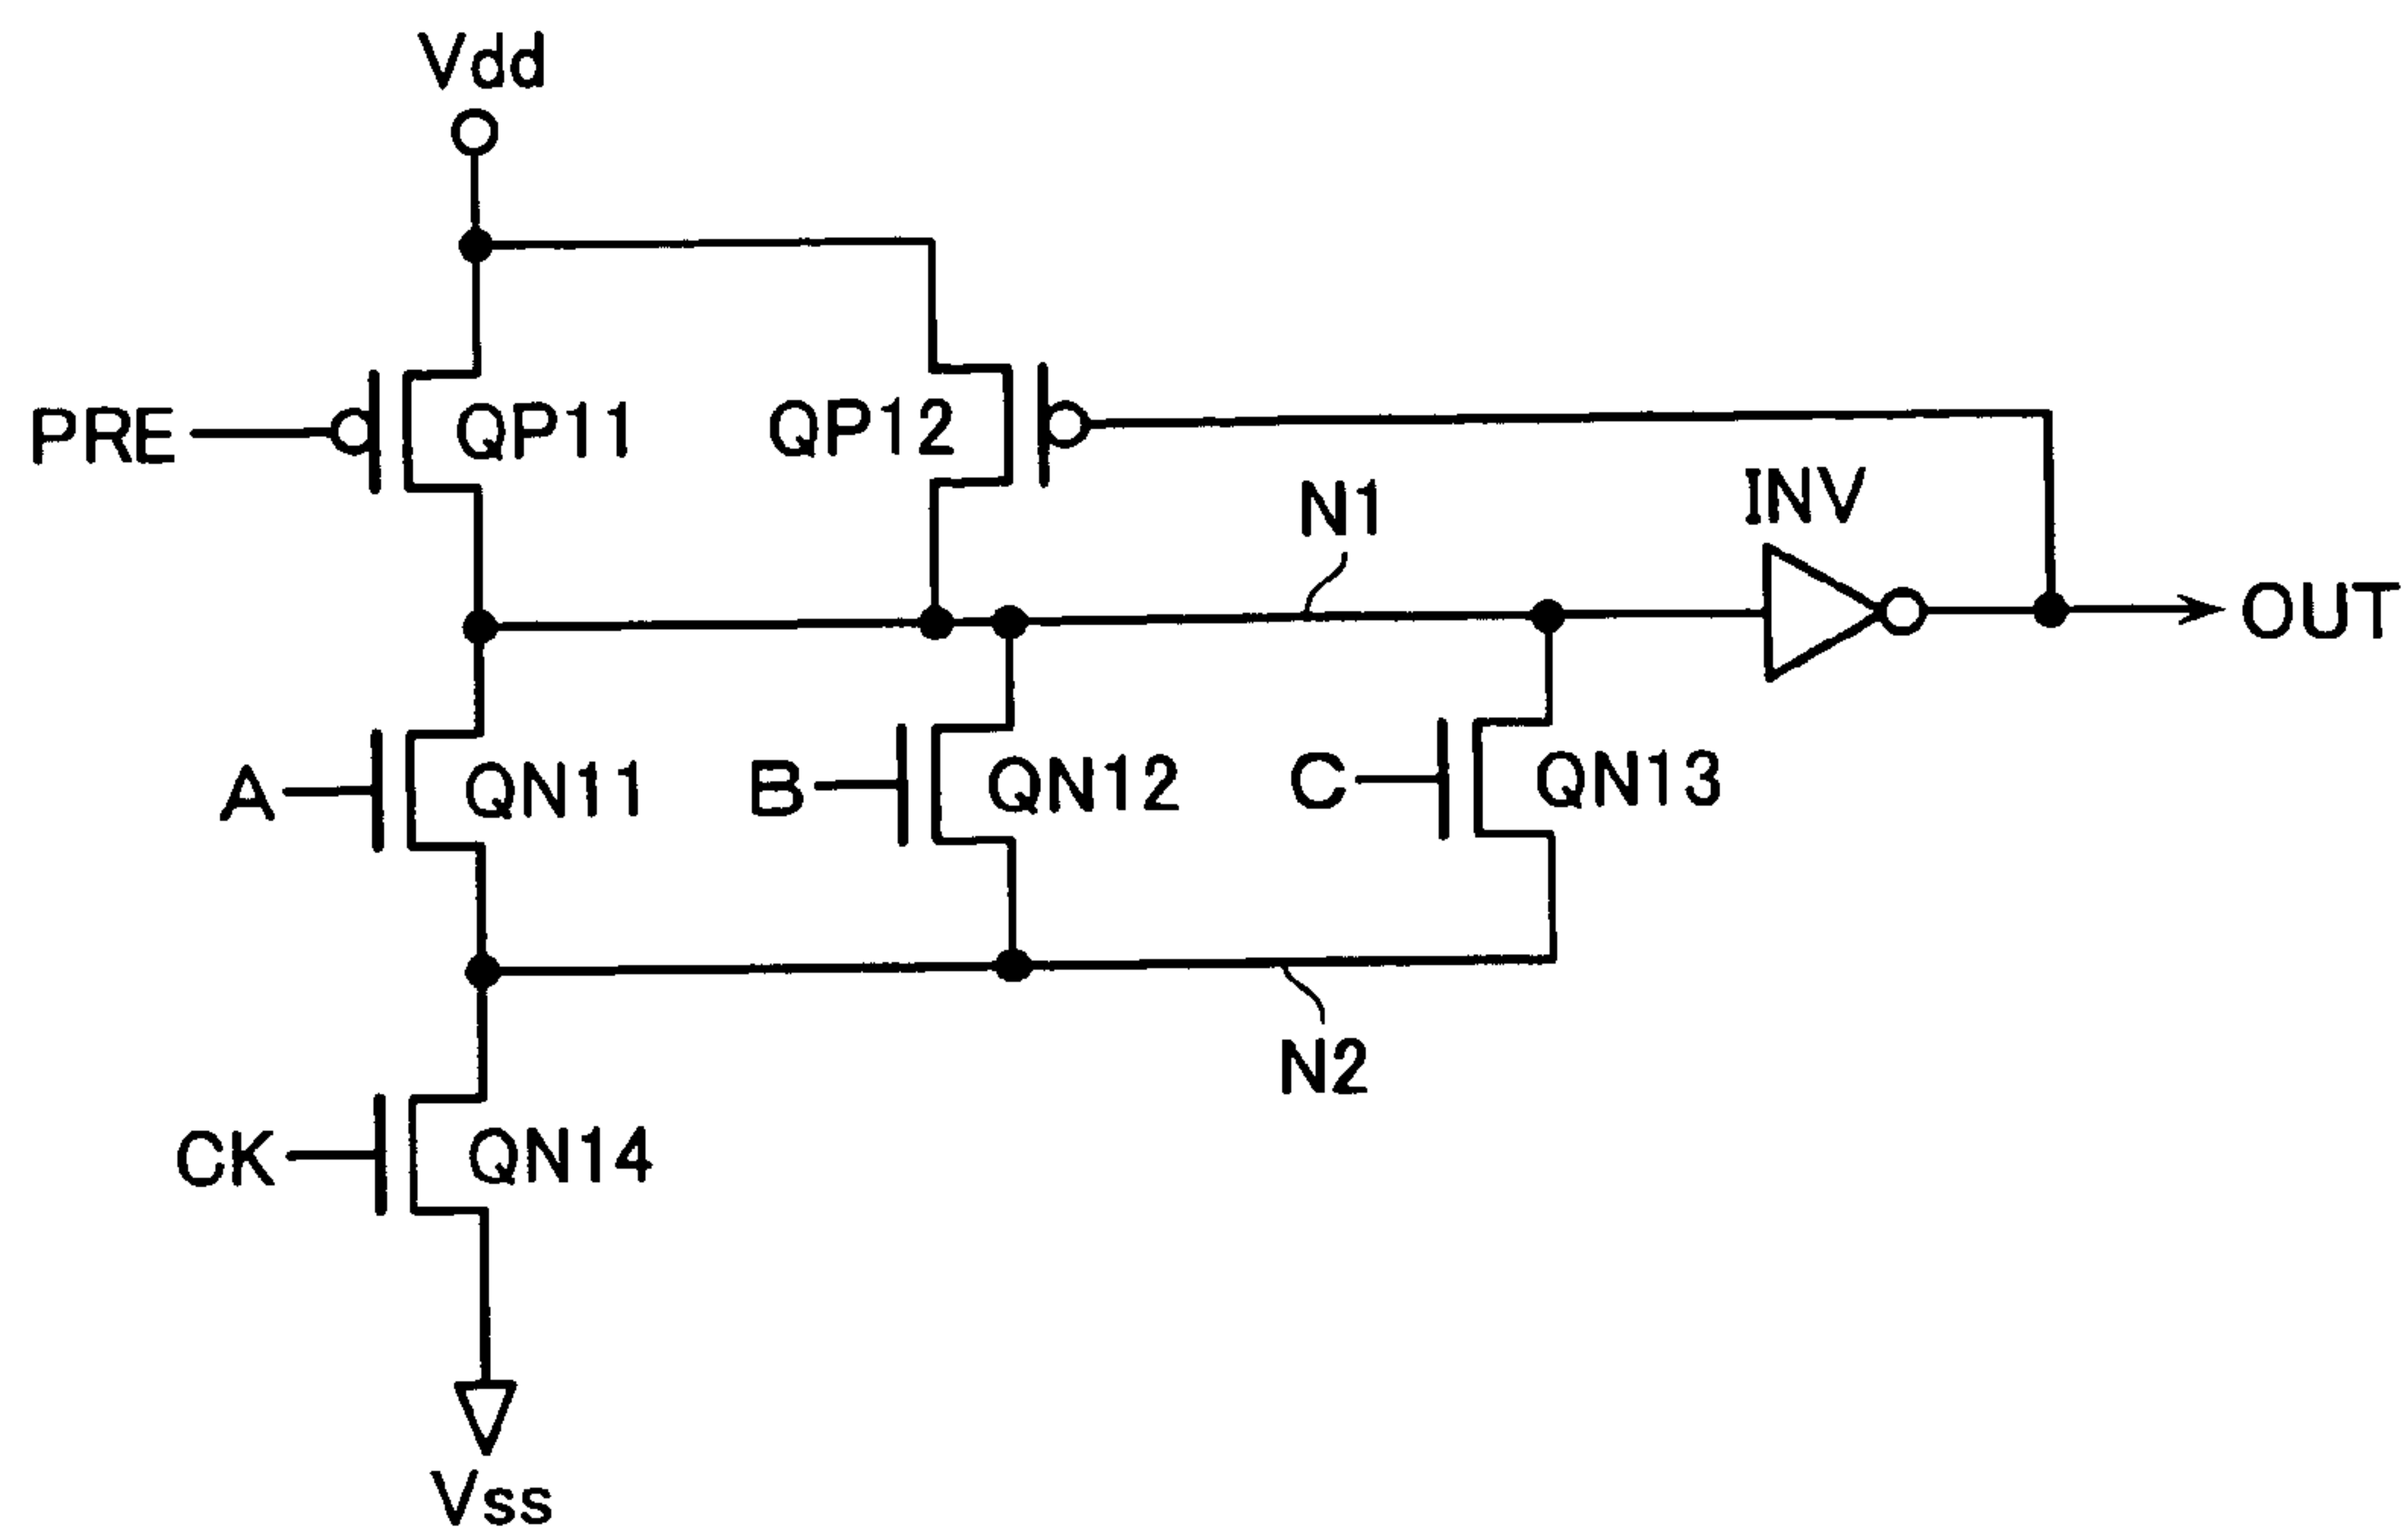 Vdd
PRE
QP11
QP12
N1
INV
OUT
A
QN11
B
QN12
C
QN13
N2
CK
QN14
Vss